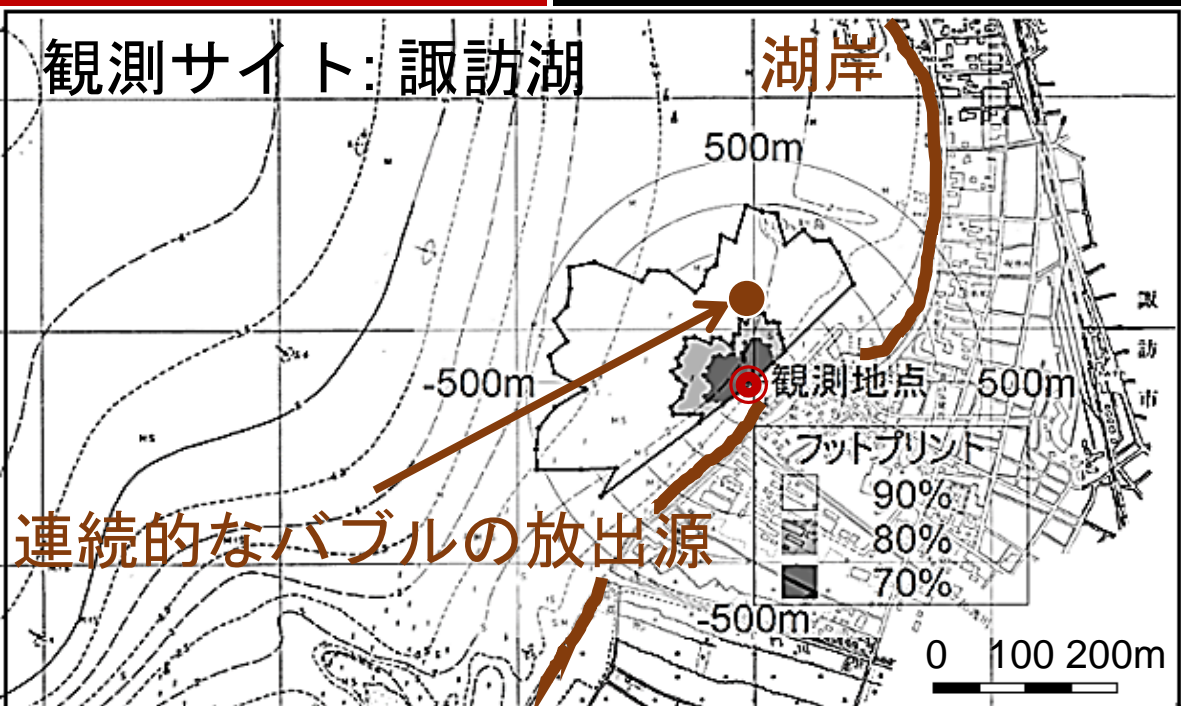 観測サイト: 諏訪湖
湖岸
500m
-500m
観測地点
500m
諏訪市
フットプリント
90%
80%
70%
連続的なバブルの放出源
-500m
0 100 200m